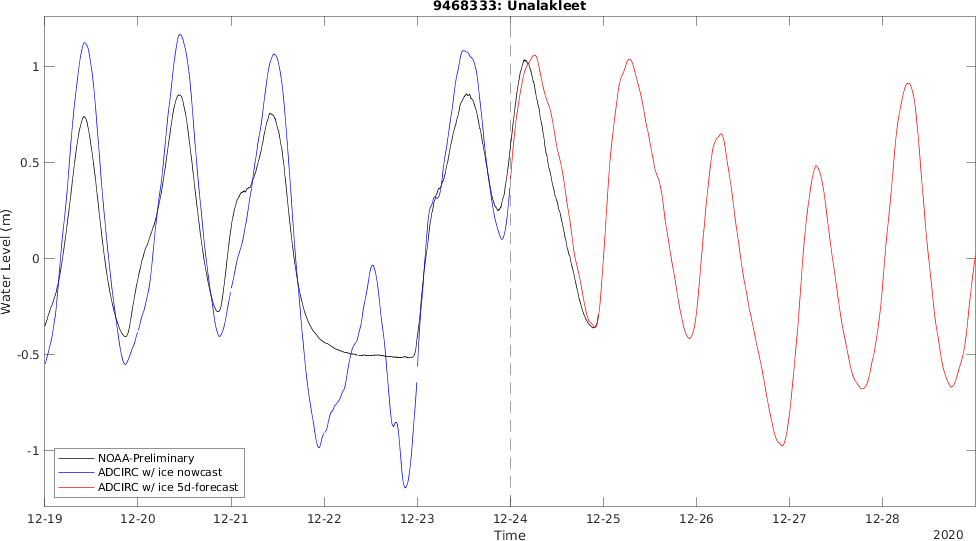 9468333: Unalakleet
Water Level (m)
1
0.5
0
-0.5
-1
NOAA-Preliminary
ADCIRC w/ ice nowcast
ADCIRC w/ ice 5d-forecast
12-19 12-20 12-21 12-22 12-23 12-24 12-25 12-26 12-27 12-28
Time
2020